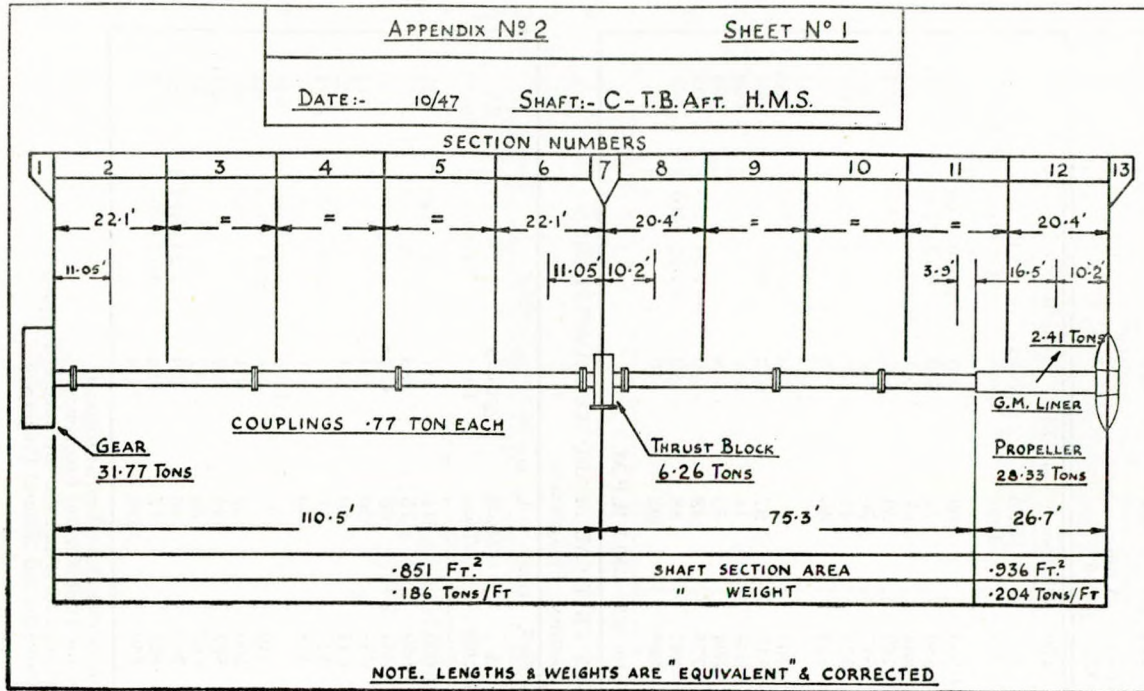 APPENDIX Nº 2 SHEET Nº 1
DATE:- 10/47 SHAFT:- C-T.B. AFT. H.M.S.
SECTION NUMBERS
1 2 3 4 5 6 7 8 9 10 11 12 13
22·1' = = = 22·1' 20·4' = = = 20·4'
11·05' 11·05' 10·2' 3·9' 16·5' 10·2'
2·41 TONS
G.M. LINER
COUPLINGS ·77 TON EACH
GEAR
31·77 TONS
THRUST BLOCK
6·26 TONS
PROPELLER
28·33 TONS
110·5' 75·3' 26·7'
·851 FT.² SHAFT SECTION AREA ·936 FT.²
·186 TONS/FT " WEIGHT ·204 TONS/FT
NOTE. LENGTHS & WEIGHTS ARE "EQUIVALENT" & CORRECTED